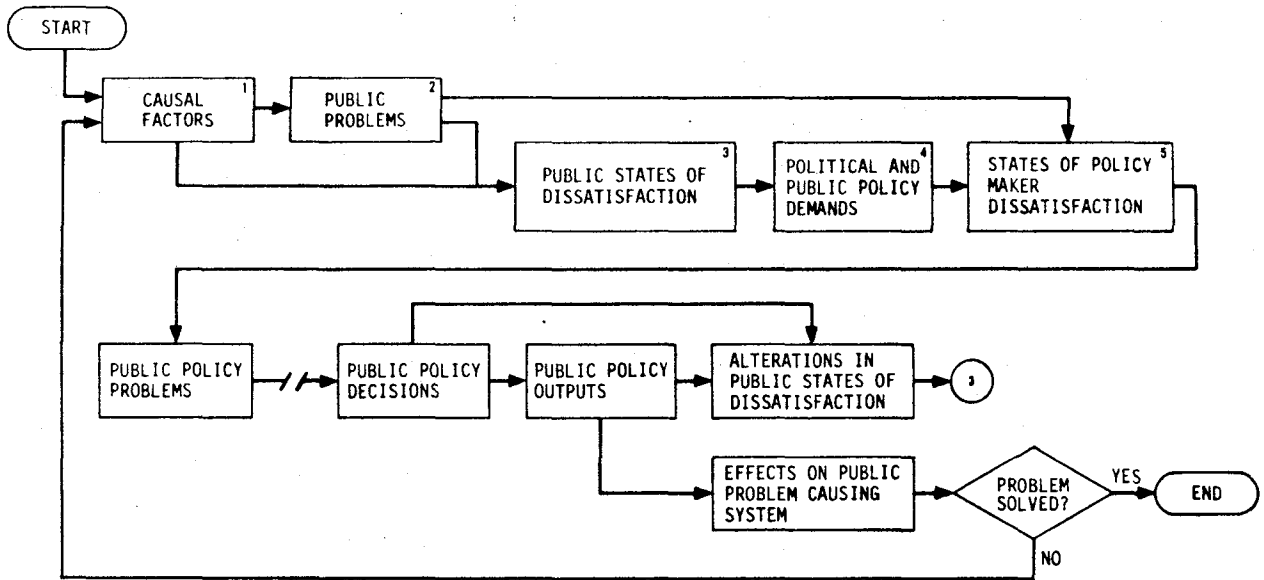 START
1
CAUSAL
FACTORS
2
PUBLIC
PROBLEMS
3
PUBLIC STATES OF
DISSATISFACTION
4
POLITICAL AND
PUBLIC POLICY
DEMANDS
5
STATES OF POLICY
MAKER
DISSATISFACTION
PUBLIC POLICY
PROBLEMS
PUBLIC POLICY
DECISIONS
PUBLIC POLICY
OUTPUTS
ALTERATIONS IN
PUBLIC STATES OF
DISSATISFACTION
3
EFFECTS ON PUBLIC
PROBLEM CAUSING
SYSTEM
PROBLEM
SOLVED?
YES
END
NO